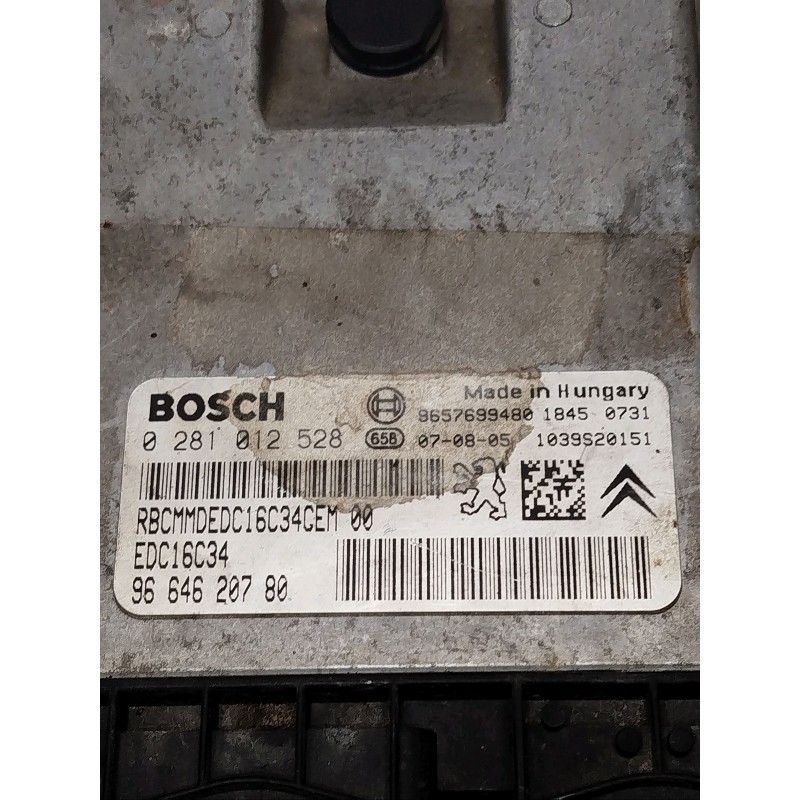 BOSCH
Made in Hungary
9657699480 1845 0731
0 281 012 528 658 07-08-05 1039S20151
RBCMMDEDC16C34GEM 00
EDC16C34
96 646 207 80